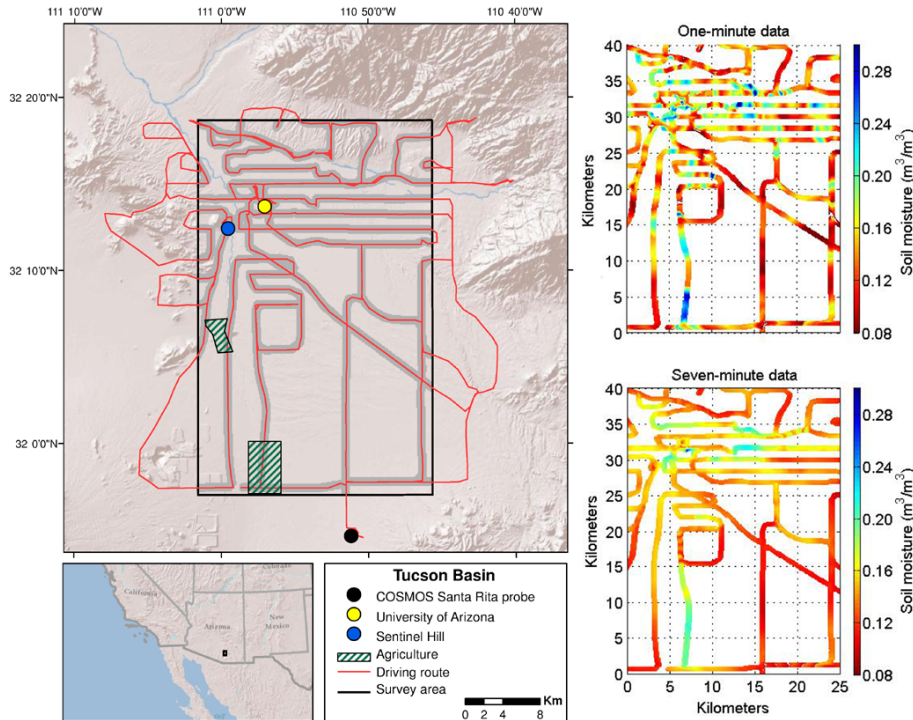 111 10'0"W 111 0'0"W 110 50'W 110 40'W
32 20'0"N
32 10'0"N
32 0'0"N
California
Arizona
New
Mexico
Colorado
Tucson Basin
COSMOS Santa Rita probe
University of Arizona
Sentinel Hill
Agriculture
Driving route
Survey area
Km
0 2 4 8
One-minute data
40
35
30
25
20
15
10
5
0
Kilometers
0.28
0.24
0.20
0.16
0.12
0.08
Soil moisture (m³/m³)
Seven-minute data
40
35
30
25
20
15
10
5
0
Kilometers
0 5 10 15 20 25
Kilometers
0.28
0.24
0.20
0.16
0.12
0.08
Soil moisture (m³/m³)